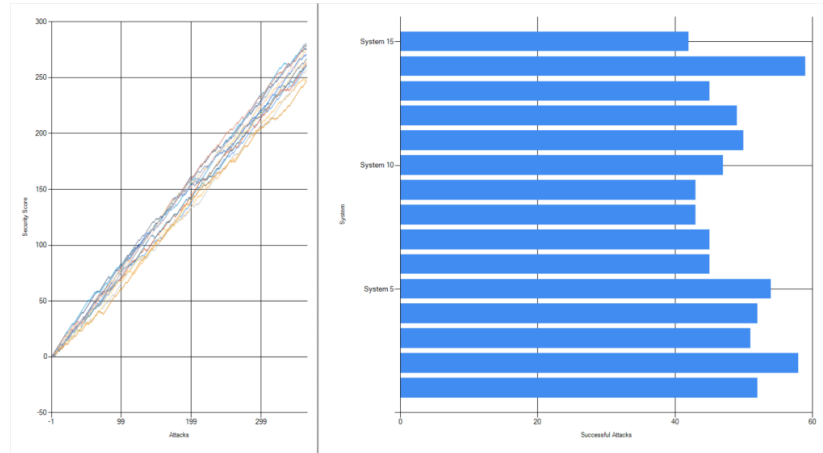 300
250
200
150
100
50
0
-50
Security Score
-1
99
199
299
Attacks
System 15
System 10
System 5
System
0
20
40
60
Successful Attacks